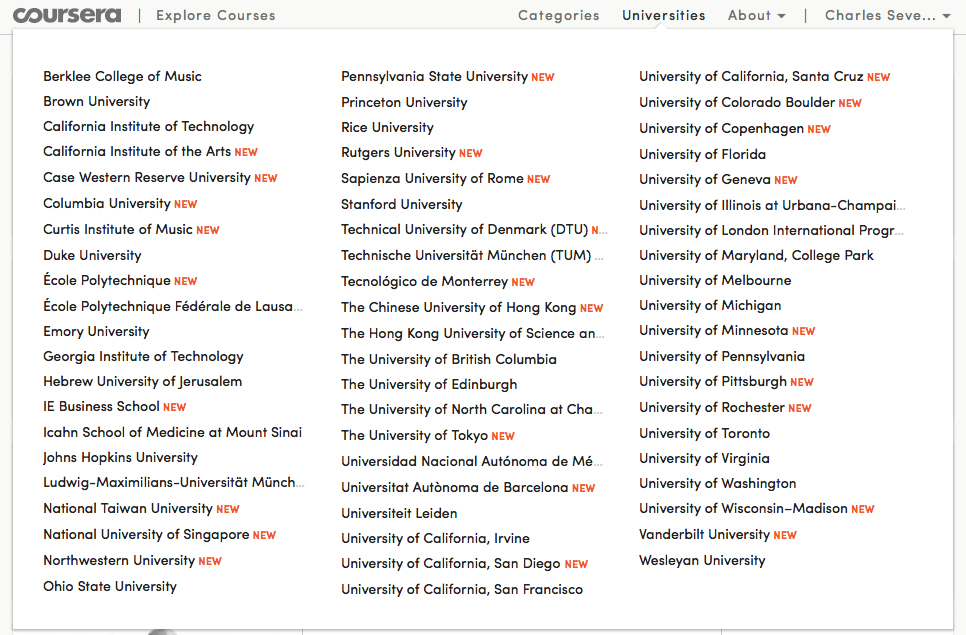 coursera | Explore Courses Categories Universities About | Charles Seve...
Berklee College of Music
Brown University
California Institute of Technology
California Institute of the Arts NEW
Case Western Reserve University NEW
Columbia University NEW
Curtis Institute of Music NEW
Duke University
École Polytechnique NEW
École Polytechnique Fédérale de Lausa...
Emory University
Georgia Institute of Technology
Hebrew University of Jerusalem
IE Business School NEW
Icahn School of Medicine at Mount Sinai
Johns Hopkins University
Ludwig-Maximilians-Universität Münch...
National Taiwan University NEW
National University of Singapore NEW
Northwestern University NEW
Ohio State University
Pennsylvania State University NEW
Princeton University
Rice University
Rutgers University NEW
Sapienza University of Rome NEW
Stanford University
Technical University of Denmark (DTU) N...
Technische Universität München (TUM) ...
Tecnológico de Monterrey NEW
The Chinese University of Hong Kong NEW
The Hong Kong University of Science an...
The University of British Columbia
The University of Edinburgh
The University of North Carolina at Cha...
The University of Tokyo NEW
Universidad Nacional Autónoma de Mé...
Universitat Autònoma de Barcelona NEW
Universiteit Leiden
University of California, Irvine
University of California, San Diego NEW
University of California, San Francisco
University of California, Santa Cruz NEW
University of Colorado Boulder NEW
University of Copenhagen NEW
University of Florida
University of Geneva NEW
University of Illinois at Urbana-Champai...
University of London International Progr...
University of Maryland, College Park
University of Melbourne
University of Michigan
University of Minnesota NEW
University of Pennsylvania
University of Pittsburgh NEW
University of Rochester NEW
University of Toronto
University of Virginia
University of Washington
University of Wisconsin–Madison NEW
Vanderbilt University NEW
Wesleyan University